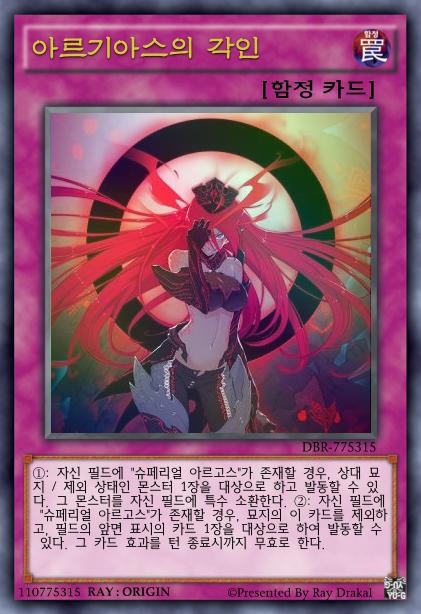 아르기아스의 각인
함정
罠
[함정 카드]
DBR-775315
①: 자신 필드에 "슈페리얼 아르고스"가 존재할 경우, 상대 묘
지 / 제외 상태인 몬스터 1장을 대상으로 하고 발동할 수 있
다. 그 몬스터를 자신 필드에 특수 소환한다. ②: 자신 필드에
"슈페리얼 아르고스"가 존재할 경우, 묘지의 이 카드를 제외하
고, 필드의 앞면 표시의 카드 1장을 대상으로 하여 발동할 수
있다. 그 카드 효과를 턴 종료시까지 무효로 한다.
110775315 RAY : ORIGIN ©Presented By Ray Drakal